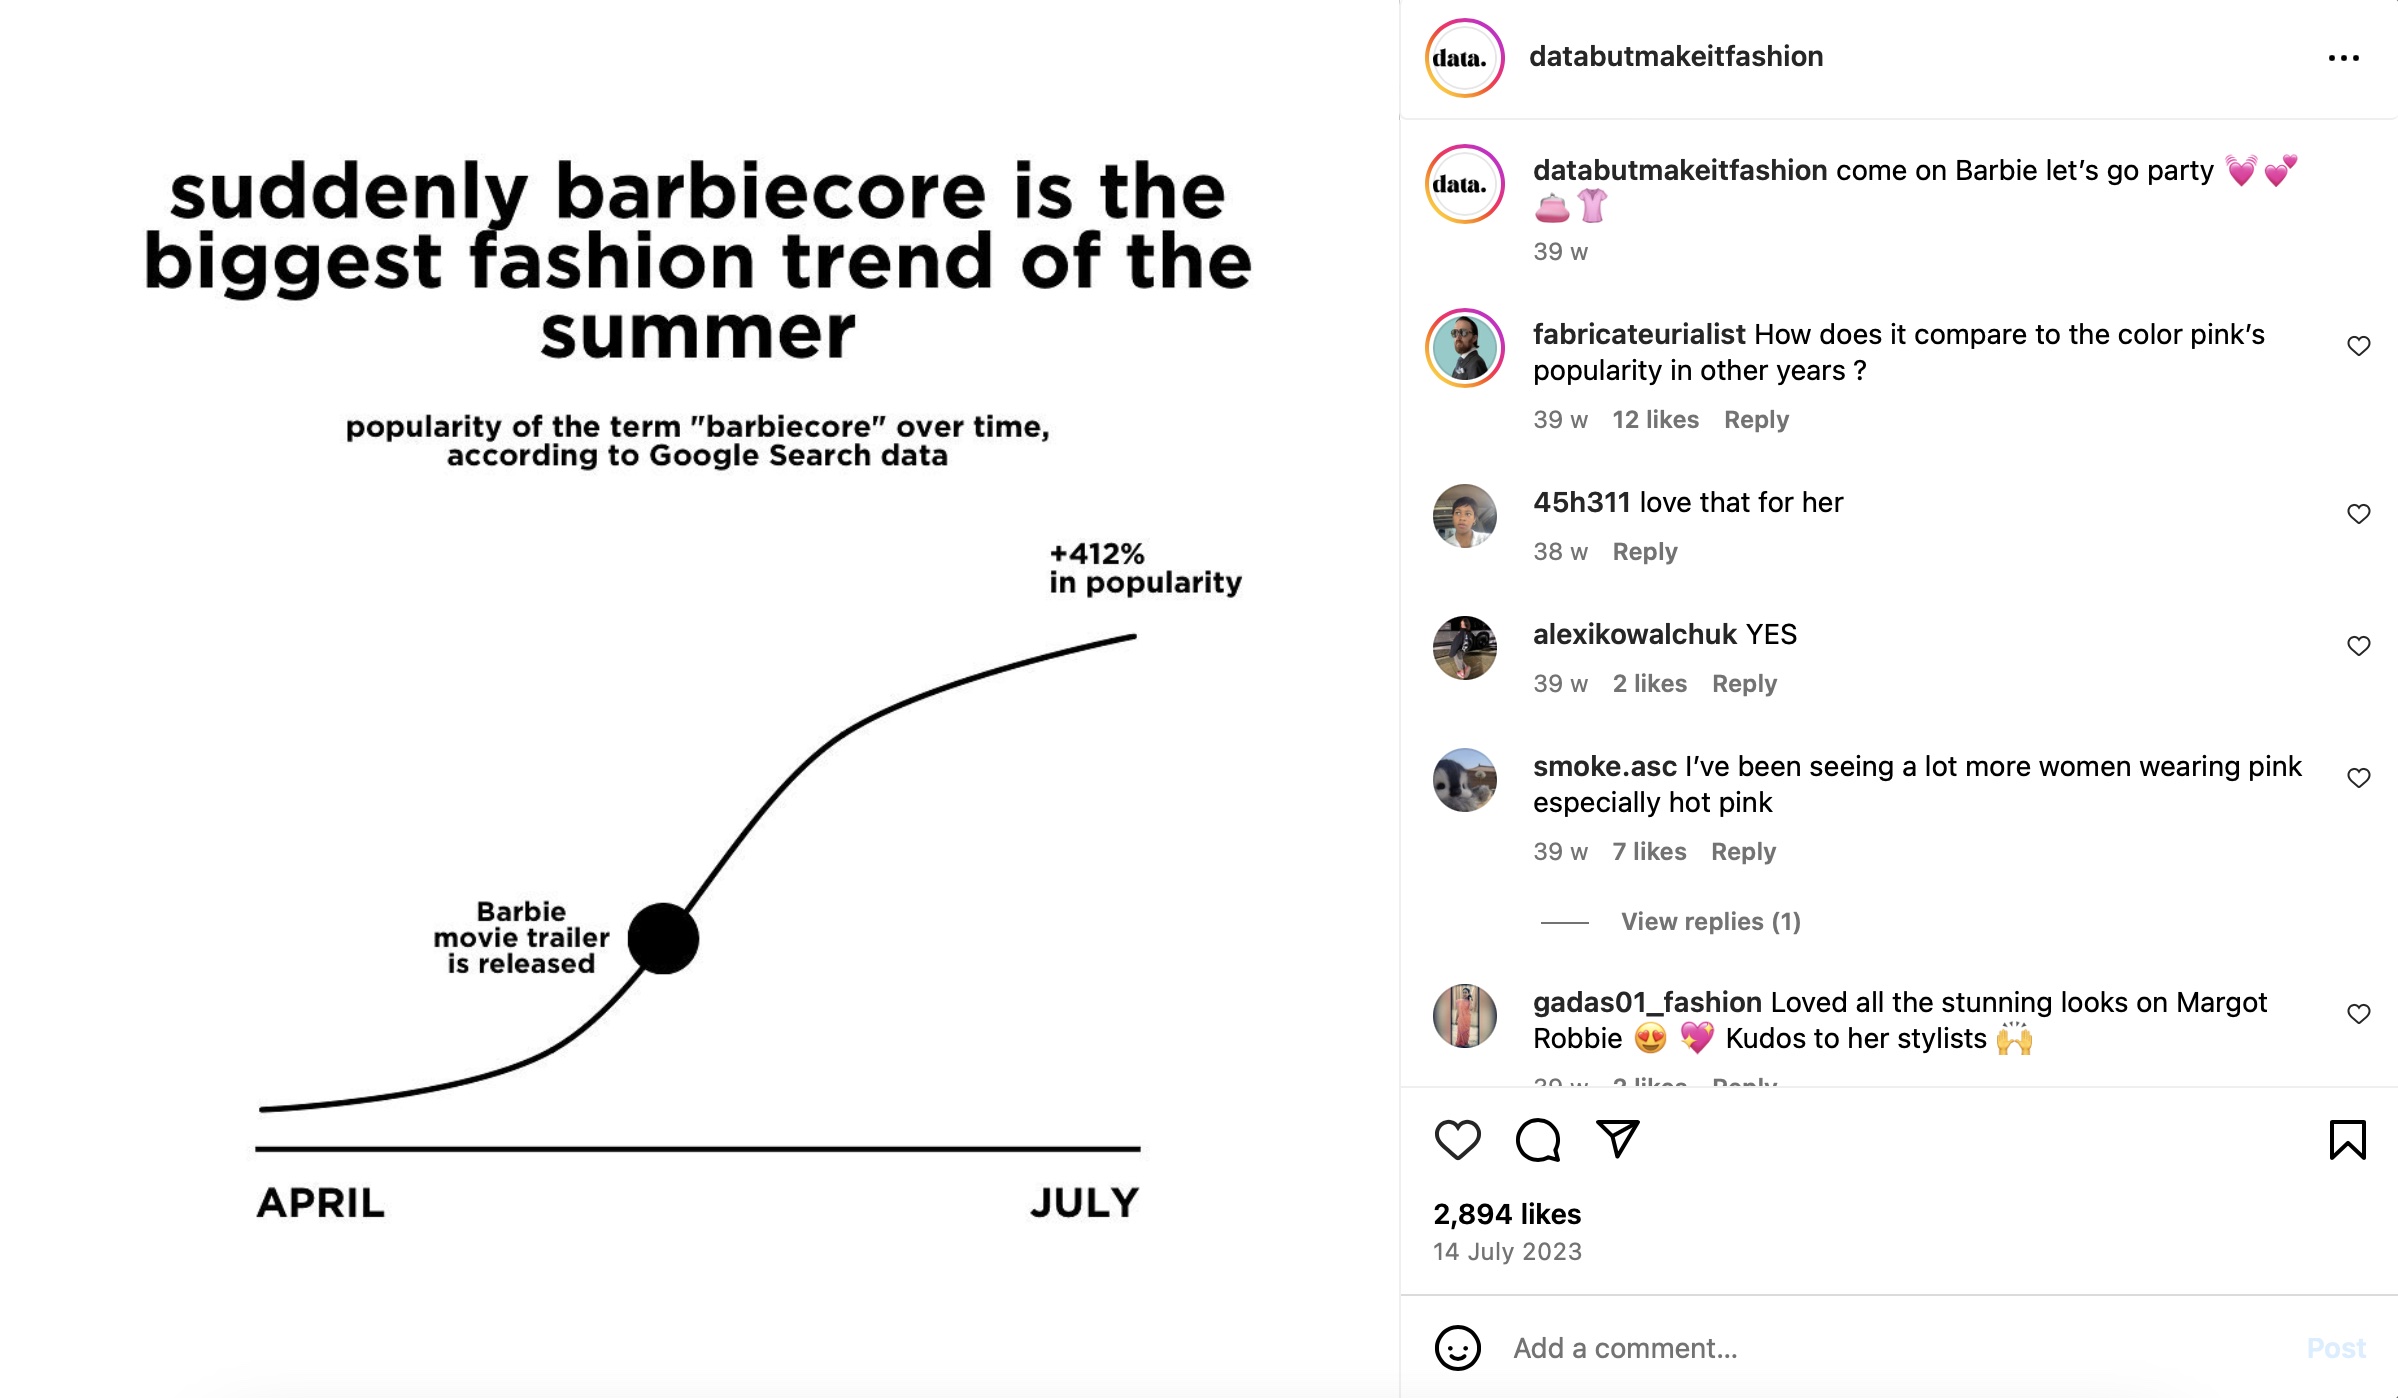 suddenly barbiecore is the
biggest fashion trend of the
summer
popularity of the term "barbiecore" over time,
according to Google Search data
+412%
in popularity
Barbie
movie trailer
is released
APRIL
JULY
data.
databutmakeitfashion
data.
databutmakeitfashion come on Barbie let’s go party 💓💕
👛👚
39 w
fabricateurialist How does it compare to the color pink’s
popularity in other years ?
39 w 12 likes Reply
45h311 love that for her
38 w Reply
alexikowalchuk YES
39 w 2 likes Reply
smoke.asc I’ve been seeing a lot more women wearing pink
especially hot pink
39 w 7 likes Reply
View replies (1)
gadas01_fashion Loved all the stunning looks on Margot
Robbie 😍 💖 Kudos to her stylists 🙌
39 w 2 likes Reply
2,894 likes
14 July 2023
Add a comment...
Post